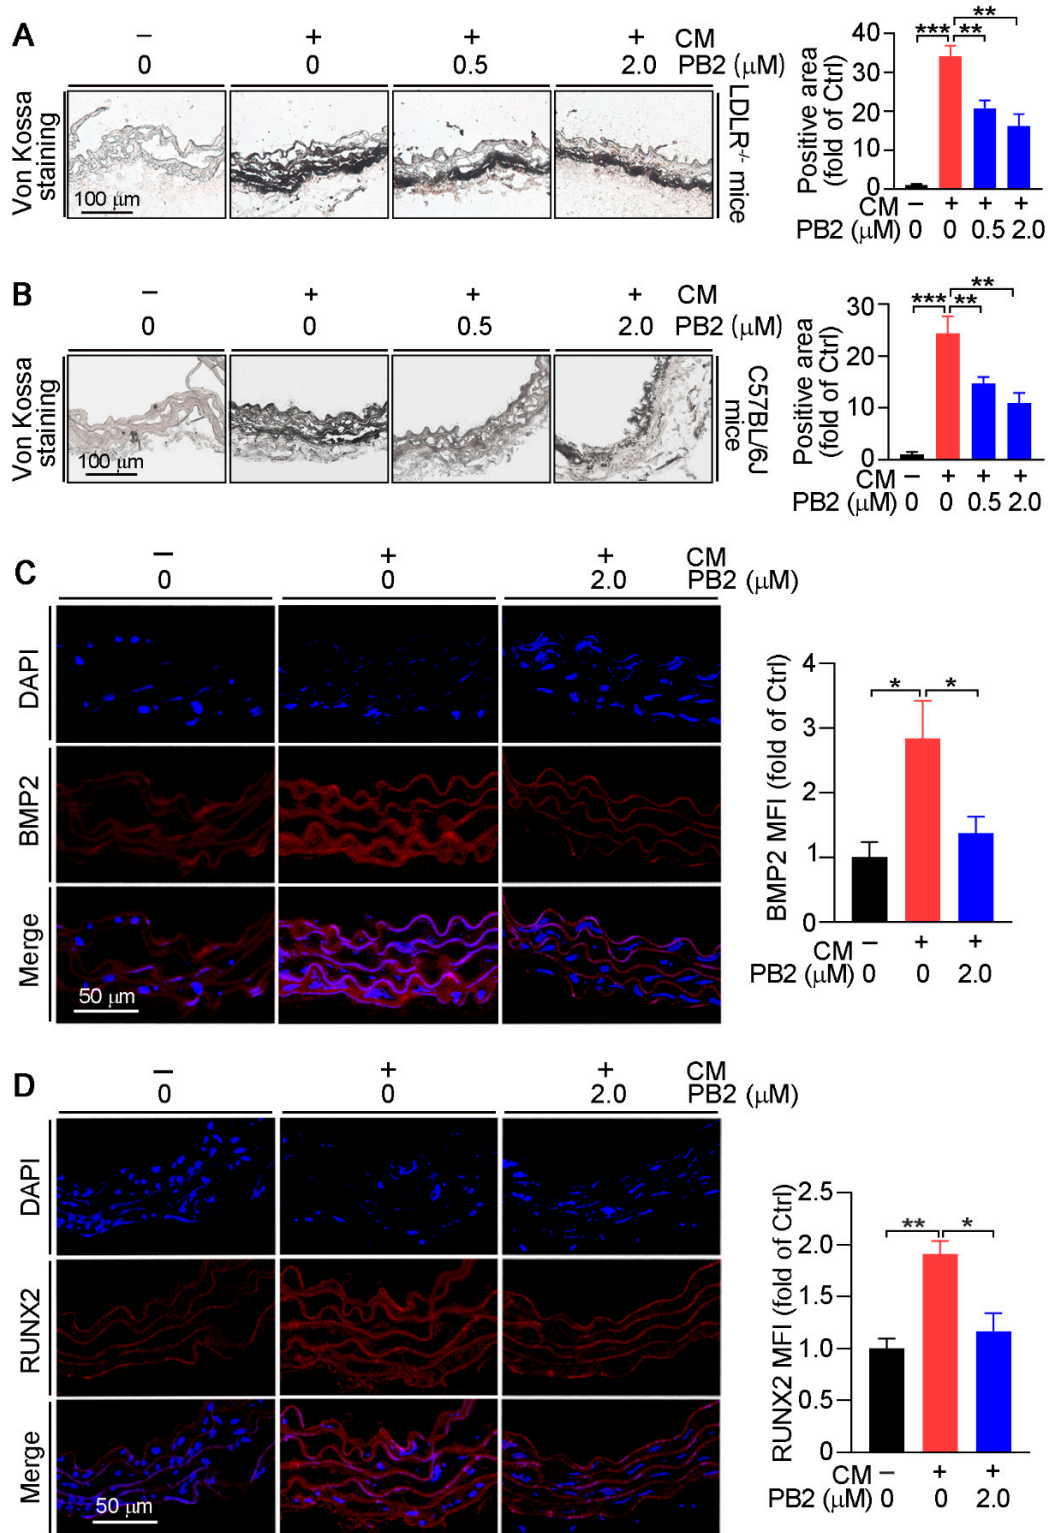 A
− + + + CM
0 0 0.5 2.0 PB2 (μM)
Von Kossa
staining
100 μm
LDLR-/- mice
*** ** **
Positive area
(fold of Ctrl)
40
30
20
10
0
CM − + + +
PB2 (μM) 0 0 0.5 2.0
B
− + + + CM
0 0 0.5 2.0 PB2 (μM)
Von Kossa
staining
100 μm
C57BL/6J
mice
*** ** **
Positive area
(fold of Ctrl)
30
20
10
0
CM − + + +
PB2 (μM) 0 0 0.5 2.0
C
− + + CM
0 0 2.0 PB2 (μM)
DAPI
BMP2
Merge
50 μm
* *
BMP2 MFI (fold of Ctrl)
4
3
2
1
0
CM − + +
PB2 (μM) 0 0 2.0
D
− + + CM
0 0 2.0 PB2 (μM)
DAPI
RUNX2
Merge
50 μm
** *
RUNX2 MFI (fold of Ctrl)
2.5
2.0
1.5
1.0
0.5
0
CM − + +
PB2 (μM) 0 0 2.0